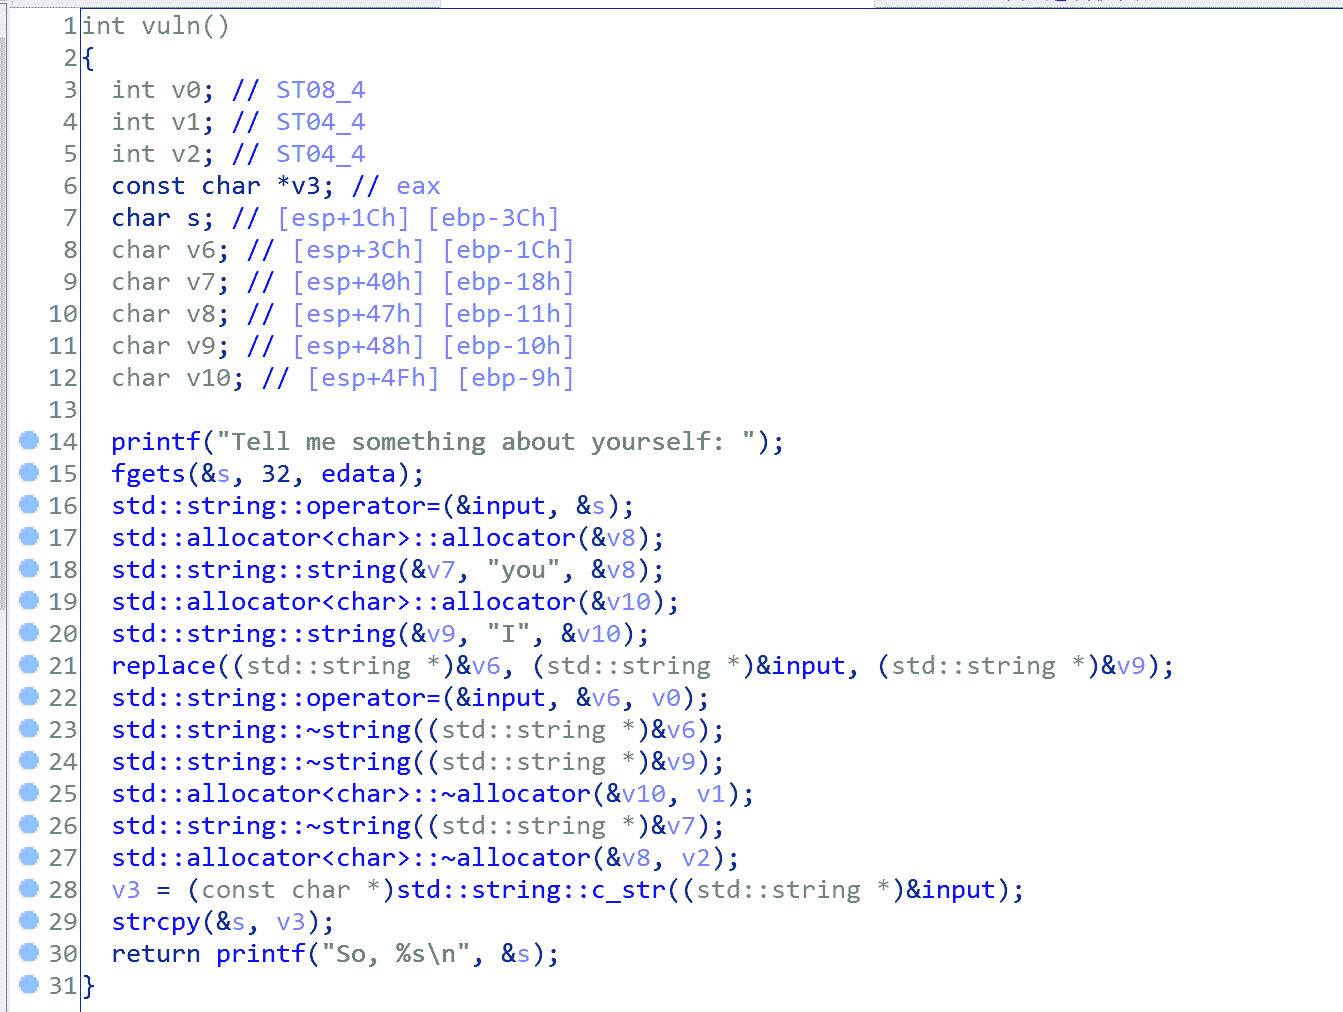 1 int vuln()
2 {
3   int v0; // ST08_4
4   int v1; // ST04_4
5   int v2; // ST04_4
6   const char *v3; // eax
7   char s; // [esp+1Ch] [ebp-3Ch]
8   char v6; // [esp+3Ch] [ebp-1Ch]
9   char v7; // [esp+40h] [ebp-18h]
10   char v8; // [esp+47h] [ebp-11h]
11   char v9; // [esp+48h] [ebp-10h]
12   char v10; // [esp+4Fh] [ebp-9h]
13
14   printf("Tell me something about yourself: ");
15   fgets(&s, 32, edata);
16   std::string::operator=(&input, &s);
17   std::allocator<char>::allocator(&v8);
18   std::string::string(&v7, "you", &v8);
19   std::allocator<char>::allocator(&v10);
20   std::string::string(&v9, "I", &v10);
21   replace((std::string *)&v6, (std::string *)&input, (std::string *)&v9);
22   std::string::operator=(&input, &v6, v0);
23   std::string::~string((std::string *)&v6);
24   std::string::~string((std::string *)&v9);
25   std::allocator<char>::~allocator(&v10, v1);
26   std::string::~string((std::string *)&v7);
27   std::allocator<char>::~allocator(&v8, v2);
28   v3 = (const char *)std::string::c_str((std::string *)&input);
29   strcpy(&s, v3);
30   return printf("So, %s\n", &s);
31 }